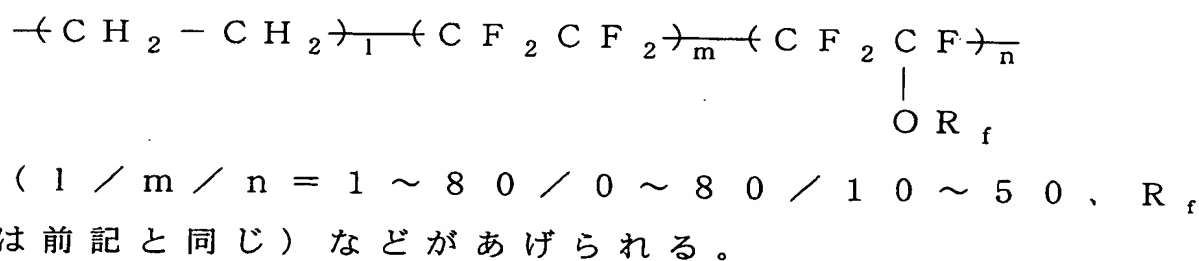 -(CH₂-CH₂)ₗ-(CF₂CF₂)ₘ-(CF₂CF)ₙ-
|
ORf
(l/m/n=1~80/0~80/10~50、Rf
は前記と同じ)などがあげられる。